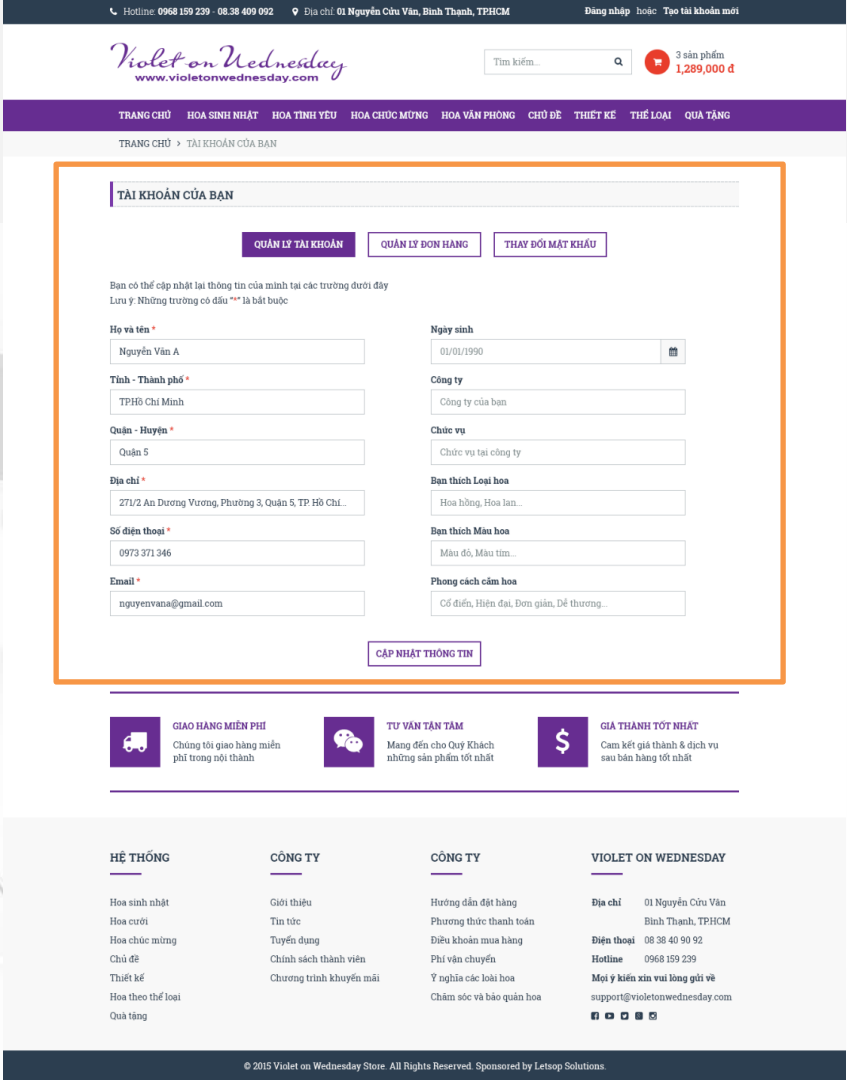 Hotline: 0968 159 239 - 08.38 409 092 Địa chỉ: 01 Nguyễn Cửu Vân, Bình Thạnh, TP.HCM Đăng nhập hoặc Tạo tài khoản mới
Violet on Wednesday
www.violetonwednesday.com
Tìm kiếm...
3 sản phẩm
1,289,000 đ
TRANG CHỦ HOA SINH NHẬT HOA TÌNH YÊU HOA CHÚC MỪNG HOA VĂN PHÒNG CHỦ ĐỀ THIẾT KẾ THỂ LOẠI QUÀ TẶNG
TRANG CHỦ > TÀI KHOẢN CỦA BẠN
TÀI KHOẢN CỦA BẠN
QUẢN LÝ TÀI KHOẢN QUẢN LÝ ĐƠN HÀNG THAY ĐỔI MẬT KHẨU
Bạn có thể cập nhật lại thông tin của mình tại các trường dưới đây
Lưu ý: Những trường có dấu "*" là bắt buộc
Họ và tên *
Nguyễn Văn A
Tỉnh - Thành phố *
TP.Hồ Chí Minh
Quận - Huyện *
Quận 5
Địa chỉ *
271/2 An Dương Vương, Phường 3, Quận 5, TP. Hồ Chí...
Số điện thoại *
0973 371 346
Email *
nguyenvana@gmail.com
Ngày sinh
01/01/1990
Công ty
Công ty của bạn
Chức vụ
Chức vụ tại công ty
Bạn thích Loại hoa
Hoa hồng, Hoa lan...
Bạn thích Màu hoa
Màu đỏ, Màu tím...
Phong cách cắm hoa
Cổ điển, Hiện đại, Đơn giản, Dễ thương...
CẬP NHẬT THÔNG TIN
GIAO HÀNG MIỄN PHÍ
Chúng tôi giao hàng miễn
phí trong nội thành
TƯ VẤN TẬN TÂM
Mang đến cho Quý Khách
những sản phẩm tốt nhất
GIÁ THÀNH TỐT NHẤT
Cam kết giá thành & dịch vụ
sau bán hàng tốt nhất
HỆ THỐNG
Hoa sinh nhật
Hoa cưới
Hoa chúc mừng
Chủ đề
Thiết kế
Hoa theo thể loại
Quà tặng
CÔNG TY
Giới thiệu
Tin tức
Tuyển dụng
Chính sách thành viên
Chương trình khuyến mãi
CÔNG TY
Hướng dẫn đặt hàng
Phương thức thanh toán
Điều khoản mua hàng
Phí vận chuyển
Ý nghĩa các loài hoa
Chăm sóc và bảo quản hoa
VIOLET ON WEDNESDAY
Địa chỉ 01 Nguyễn Cửu Vân
Bình Thạnh, TP.HCM
Điện thoại 08 38 40 90 92
Hotline 0968 159 239
Mọi ý kiến xin vui lòng gửi về
support@violetonwednesday.com
© 2015 Violet on Wednesday Store. All Rights Reserved. Sponsored by Letsop Solutions.